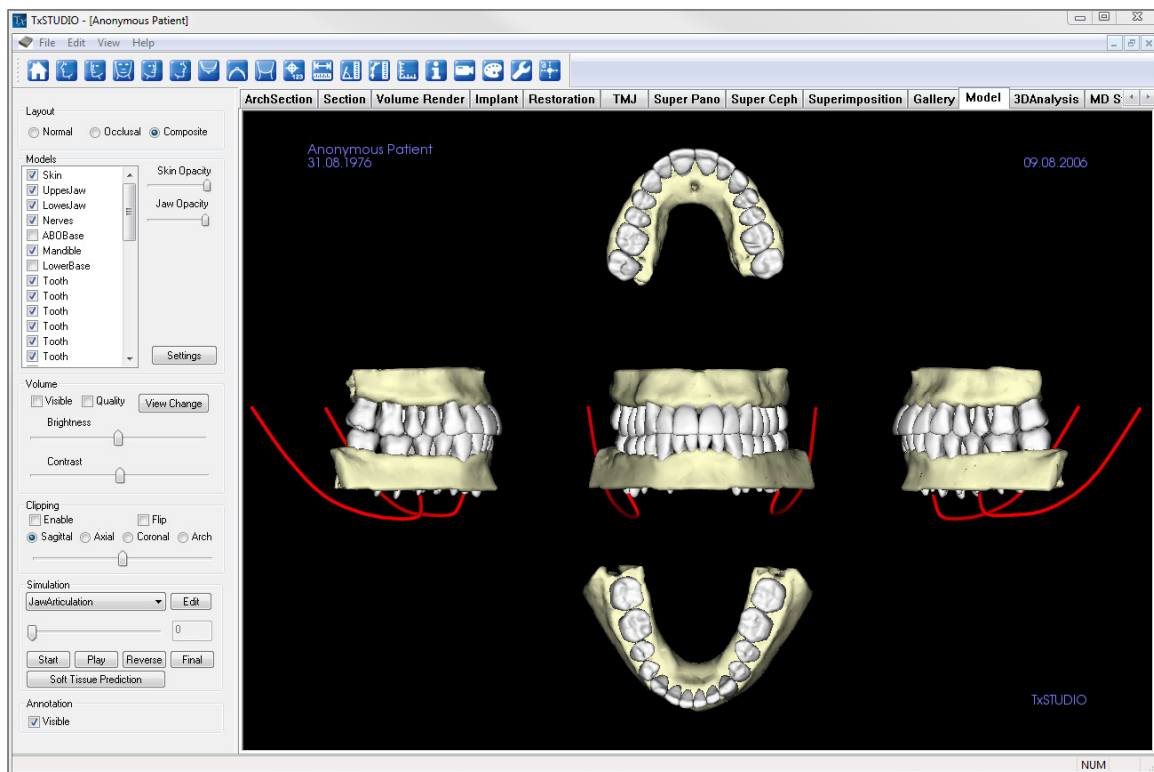 TxSTUDIO - [Anonymous Patient]
File Edit View Help
123
ArchSection Section Volume Render Implant Restoration TMJ Super Pano Super Ceph Superimposition Gallery Model 3DAnalysis MD S
Layout
Normal Occlusal Composite
Models
Skin
UpperJaw
LowerJaw
Nerves
ABOBase
Mandible
LowerBase
Tooth
Tooth
Tooth
Tooth
Tooth
Tooth
Skin Opacity
Jaw Opacity
Settings
Volume
Visible Quality View Change
Brightness
Contrast
Clipping
Enable Flip
Sagittal Axial Coronal Arch
Simulation
JawArticulation Edit
0
Start Play Reverse Final
Soft Tissue Prediction
Annotation
Visible
Anonymous Patient
31.08.1976
09.08.2006
TxSTUDIO
NUM